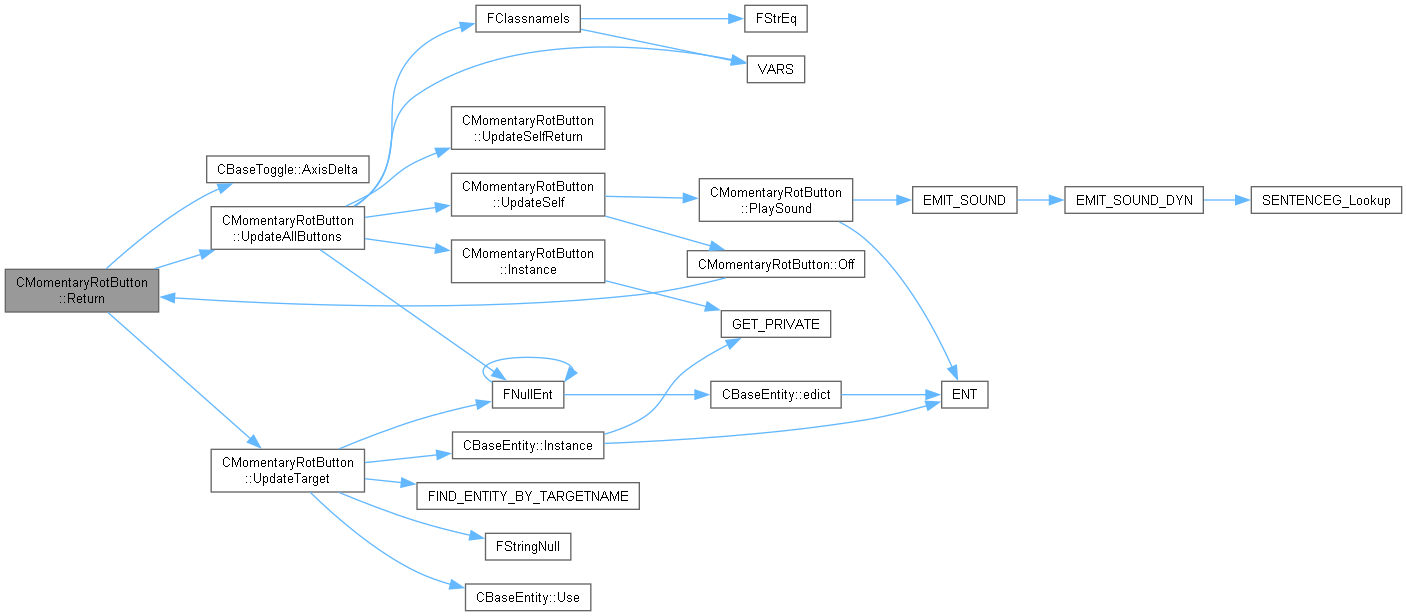 FClassnameIs
FStrEq
VARS
CMomentaryRotButton
::UpdateSelfReturn
CBaseToggle::AxisDelta
CMomentaryRotButton
::UpdateSelf
CMomentaryRotButton
::PlaySound
EMIT_SOUND
EMIT_SOUND_DYN
SENTENCEG_Lookup
CMomentaryRotButton
::UpdateAllButtons
CMomentaryRotButton
::Instance
CMomentaryRotButton::Off
CMomentaryRotButton
::Return
GET_PRIVATE
FNullEnt
CBaseEntity::edict
ENT
CBaseEntity::Instance
CMomentaryRotButton
::UpdateTarget
FIND_ENTITY_BY_TARGETNAME
FStringNull
CBaseEntity::Use